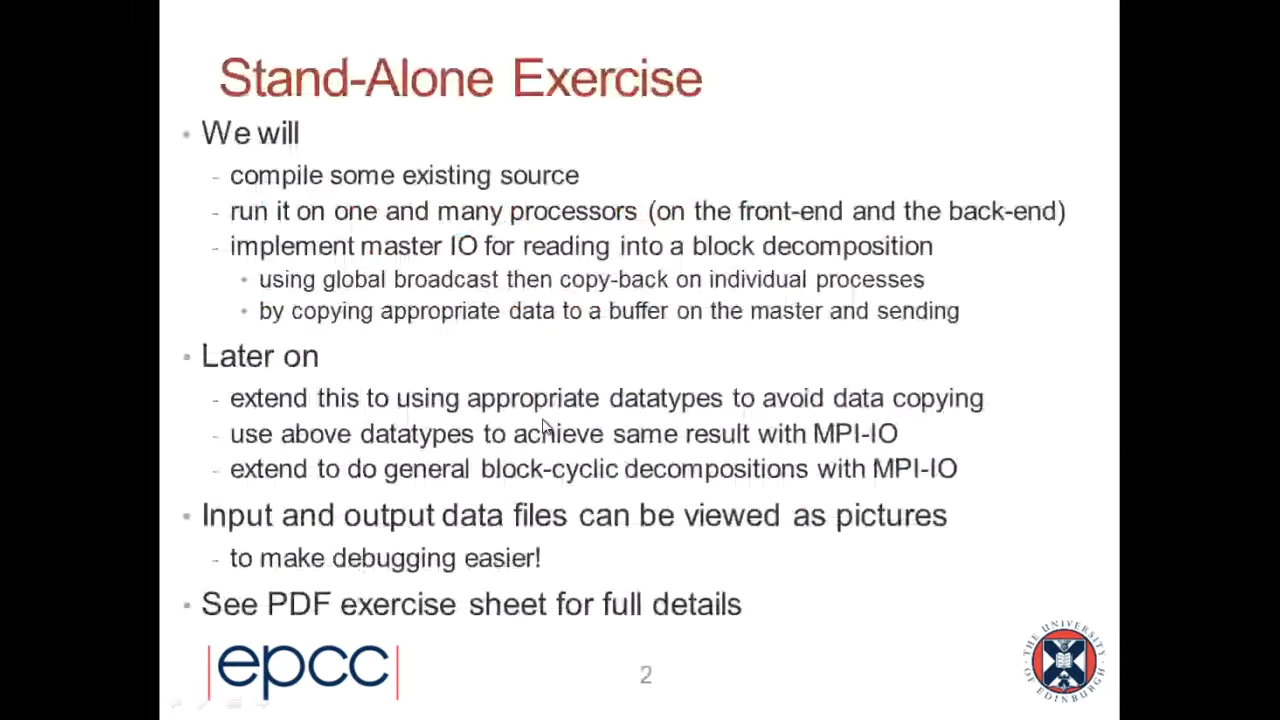 Stand-Alone Exercise
• We will
- compile some existing source
- run it on one and many processors (on the front-end and the back-end)
- implement master IO for reading into a block decomposition
• using global broadcast then copy-back on individual processes
• by copying appropriate data to a buffer on the master and sending
• Later on
- extend this to using appropriate datatypes to avoid data copying
- use above datatypes to achieve same result with MPI-IO
- extend to do general block-cyclic decompositions with MPI-IO
• Input and output data files can be viewed as pictures
- to make debugging easier!
• See PDF exercise sheet for full details
epcc
2
THE UNIVERSITY OF EDINBURGH